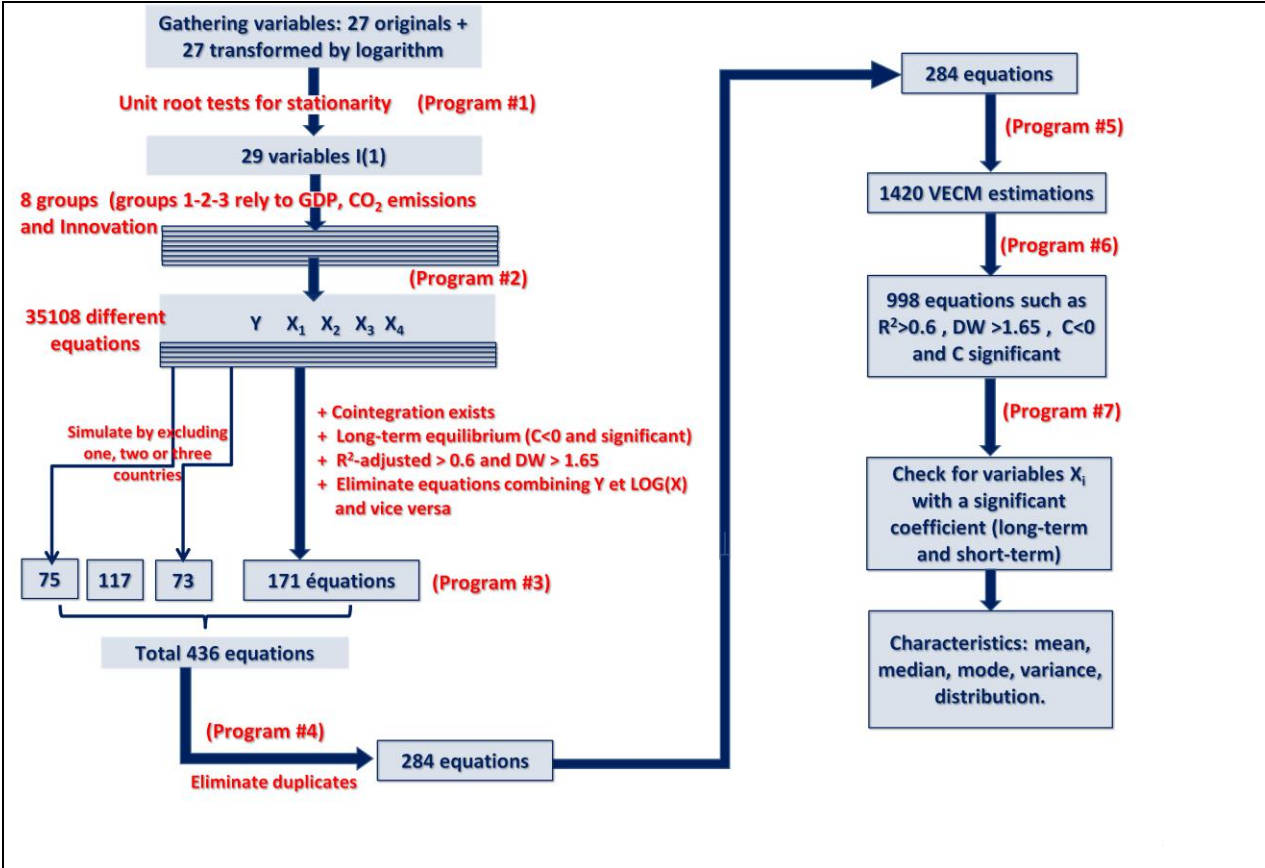 Gathering variables: 27 originals +
27 transformed by logarithm
Unit root tests for stationarity (Program #1)
29 variables I(1)
8 groups (groups 1-2-3 rely to GDP, CO₂ emissions
and Innovation
(Program #2)
35108 different
equations
Y X₁ X₂ X₃ X₄
Simulate by excluding
one, two or three
countries
+ Cointegration exists
+ Long-term equilibrium (C<0 and significant)
+ R²-adjusted > 0.6 and DW > 1.65
+ Eliminate equations combining Y et LOG(X)
and vice versa
75 117 73 171 équations (Program #3)
Total 436 equations
(Program #4)
Eliminate duplicates
284 equations
284 equations
(Program #5)
1420 VECM estimations
(Program #6)
998 equations such as
R²>0.6 , DW >1.65 , C<0
and C significant
(Program #7)
Check for variables Xᵢ
with a significant
coefficient (long-term
and short-term)
Characteristics: mean,
median, mode, variance,
distribution.